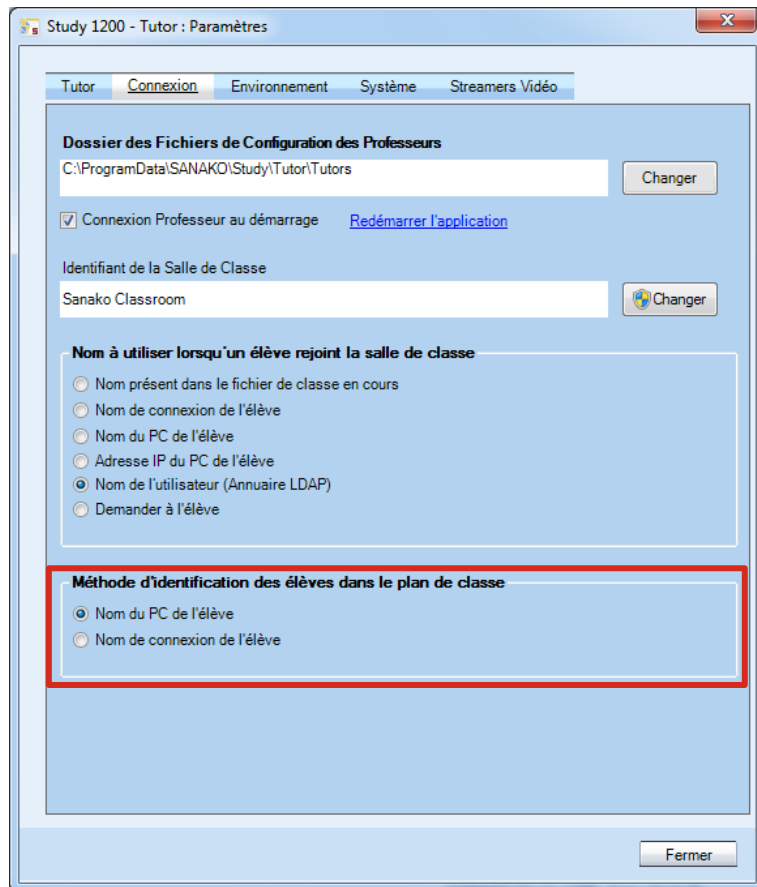 Study 1200 - Tutor : Paramètres
Tutor Connexion Environnement Système Streamers Vidéo
Dossier des Fichiers de Configuration des Professeurs
C:\ProgramData\SANAKO\Study\Tutor\Tutors
Changer
Connexion Professeur au démarrage Redémarrer l'application
Identifiant de la Salle de Classe
Sanako Classroom
Changer
Nom à utiliser lorsqu'un élève rejoint la salle de classe
Nom présent dans le fichier de classe en cours
Nom de connexion de l'élève
Nom du PC de l'élève
Adresse IP du PC de l'élève
Nom de l'utilisateur (Annuaire LDAP)
Demander à l'élève
Méthode d'identification des élèves dans le plan de classe
Nom du PC de l'élève
Nom de connexion de l'élève
Fermer